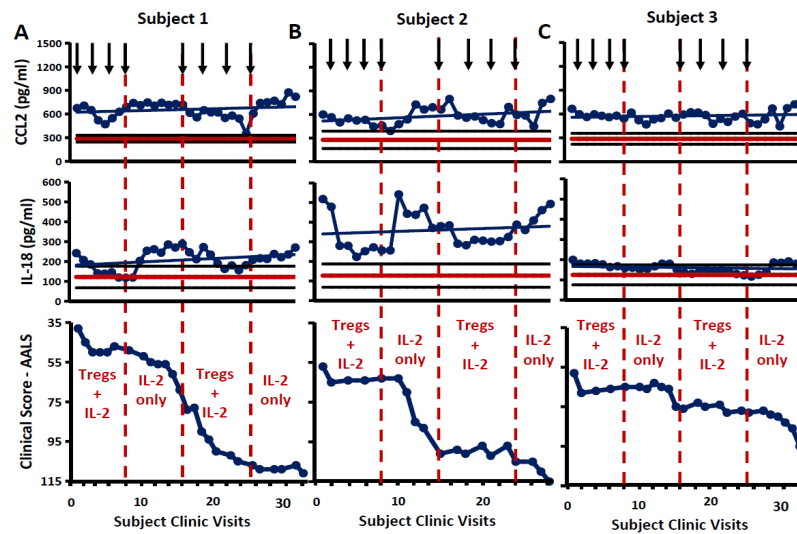 Subject 1
Subject 2
Subject 3
A
B
C
CCL2 (pg/ml)
1500
1200
900
600
300
0
IL-18 (pg/ml)
600
500
400
300
200
100
0
Clinical Score - AALS
35
55
75
95
115
Tregs
+
IL-2
IL-2
only
Tregs
+
IL-2
IL-2
only
Tregs
+
IL-2
IL-2
only
Tregs
+
IL-2
IL-2
only
Tregs
+
IL-2
IL-2
only
Tregs
+
IL-2
IL-2
only
0 10 20 30
0 10 20
0 10 20 30
Subject Clinic Visits
Subject Clinic Visits
Subject Clinic Visits